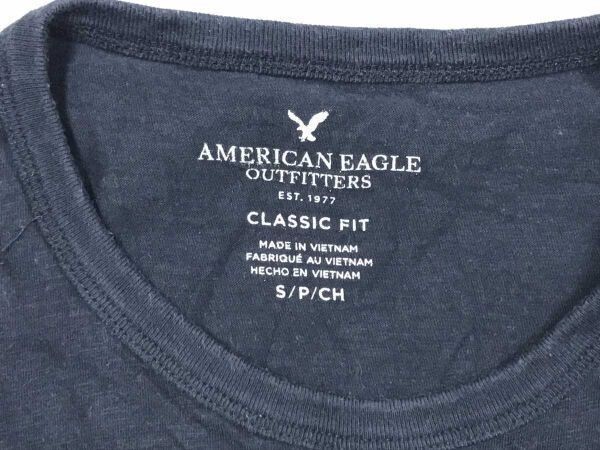 AMERICAN EAGLE
OUTFITTERS
EST. 1977
CLASSIC FIT
MADE IN VIETNAM
FABRIQUÉ AU VIETNAM
HECHO EN VIETNAM
S/P/CH